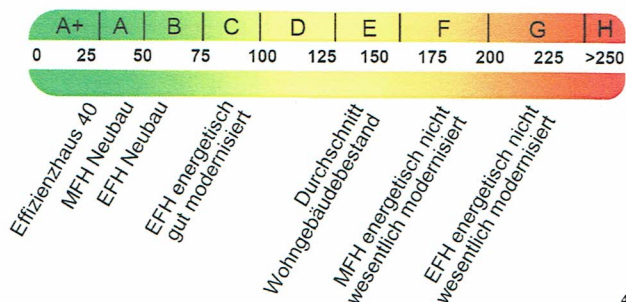 A+ A B C D E F G H
0 25 50 75 100 125 150 175 200 225 >250
Effizienzhaus 40
MFH Neubau
EFH Neubau
EFH energetisch
gut modernisiert
Durchschnitt
Wohngebäudebestand
MFH energetisch nicht
wesentlich modernisiert
EFH energetisch nicht
wesentlich modernisiert